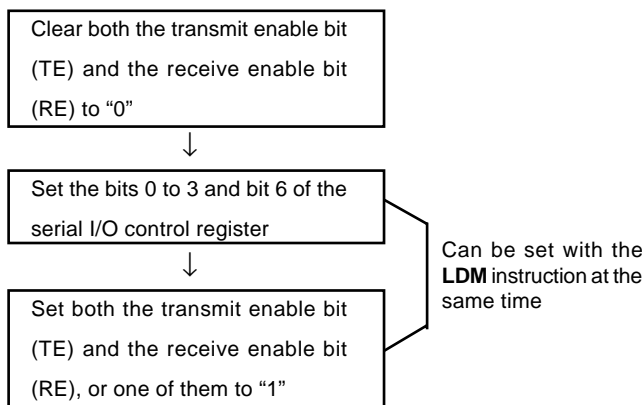 Clear both the transmit enable bit
(TE) and the receive enable bit
(RE) to “0”
↓
Set the bits 0 to 3 and bit 6 of the
serial I/O control register
↓
Set both the transmit enable bit
(TE) and the receive enable bit
(RE), or one of them to “1”
Can be set with the
LDM instruction at the
same time